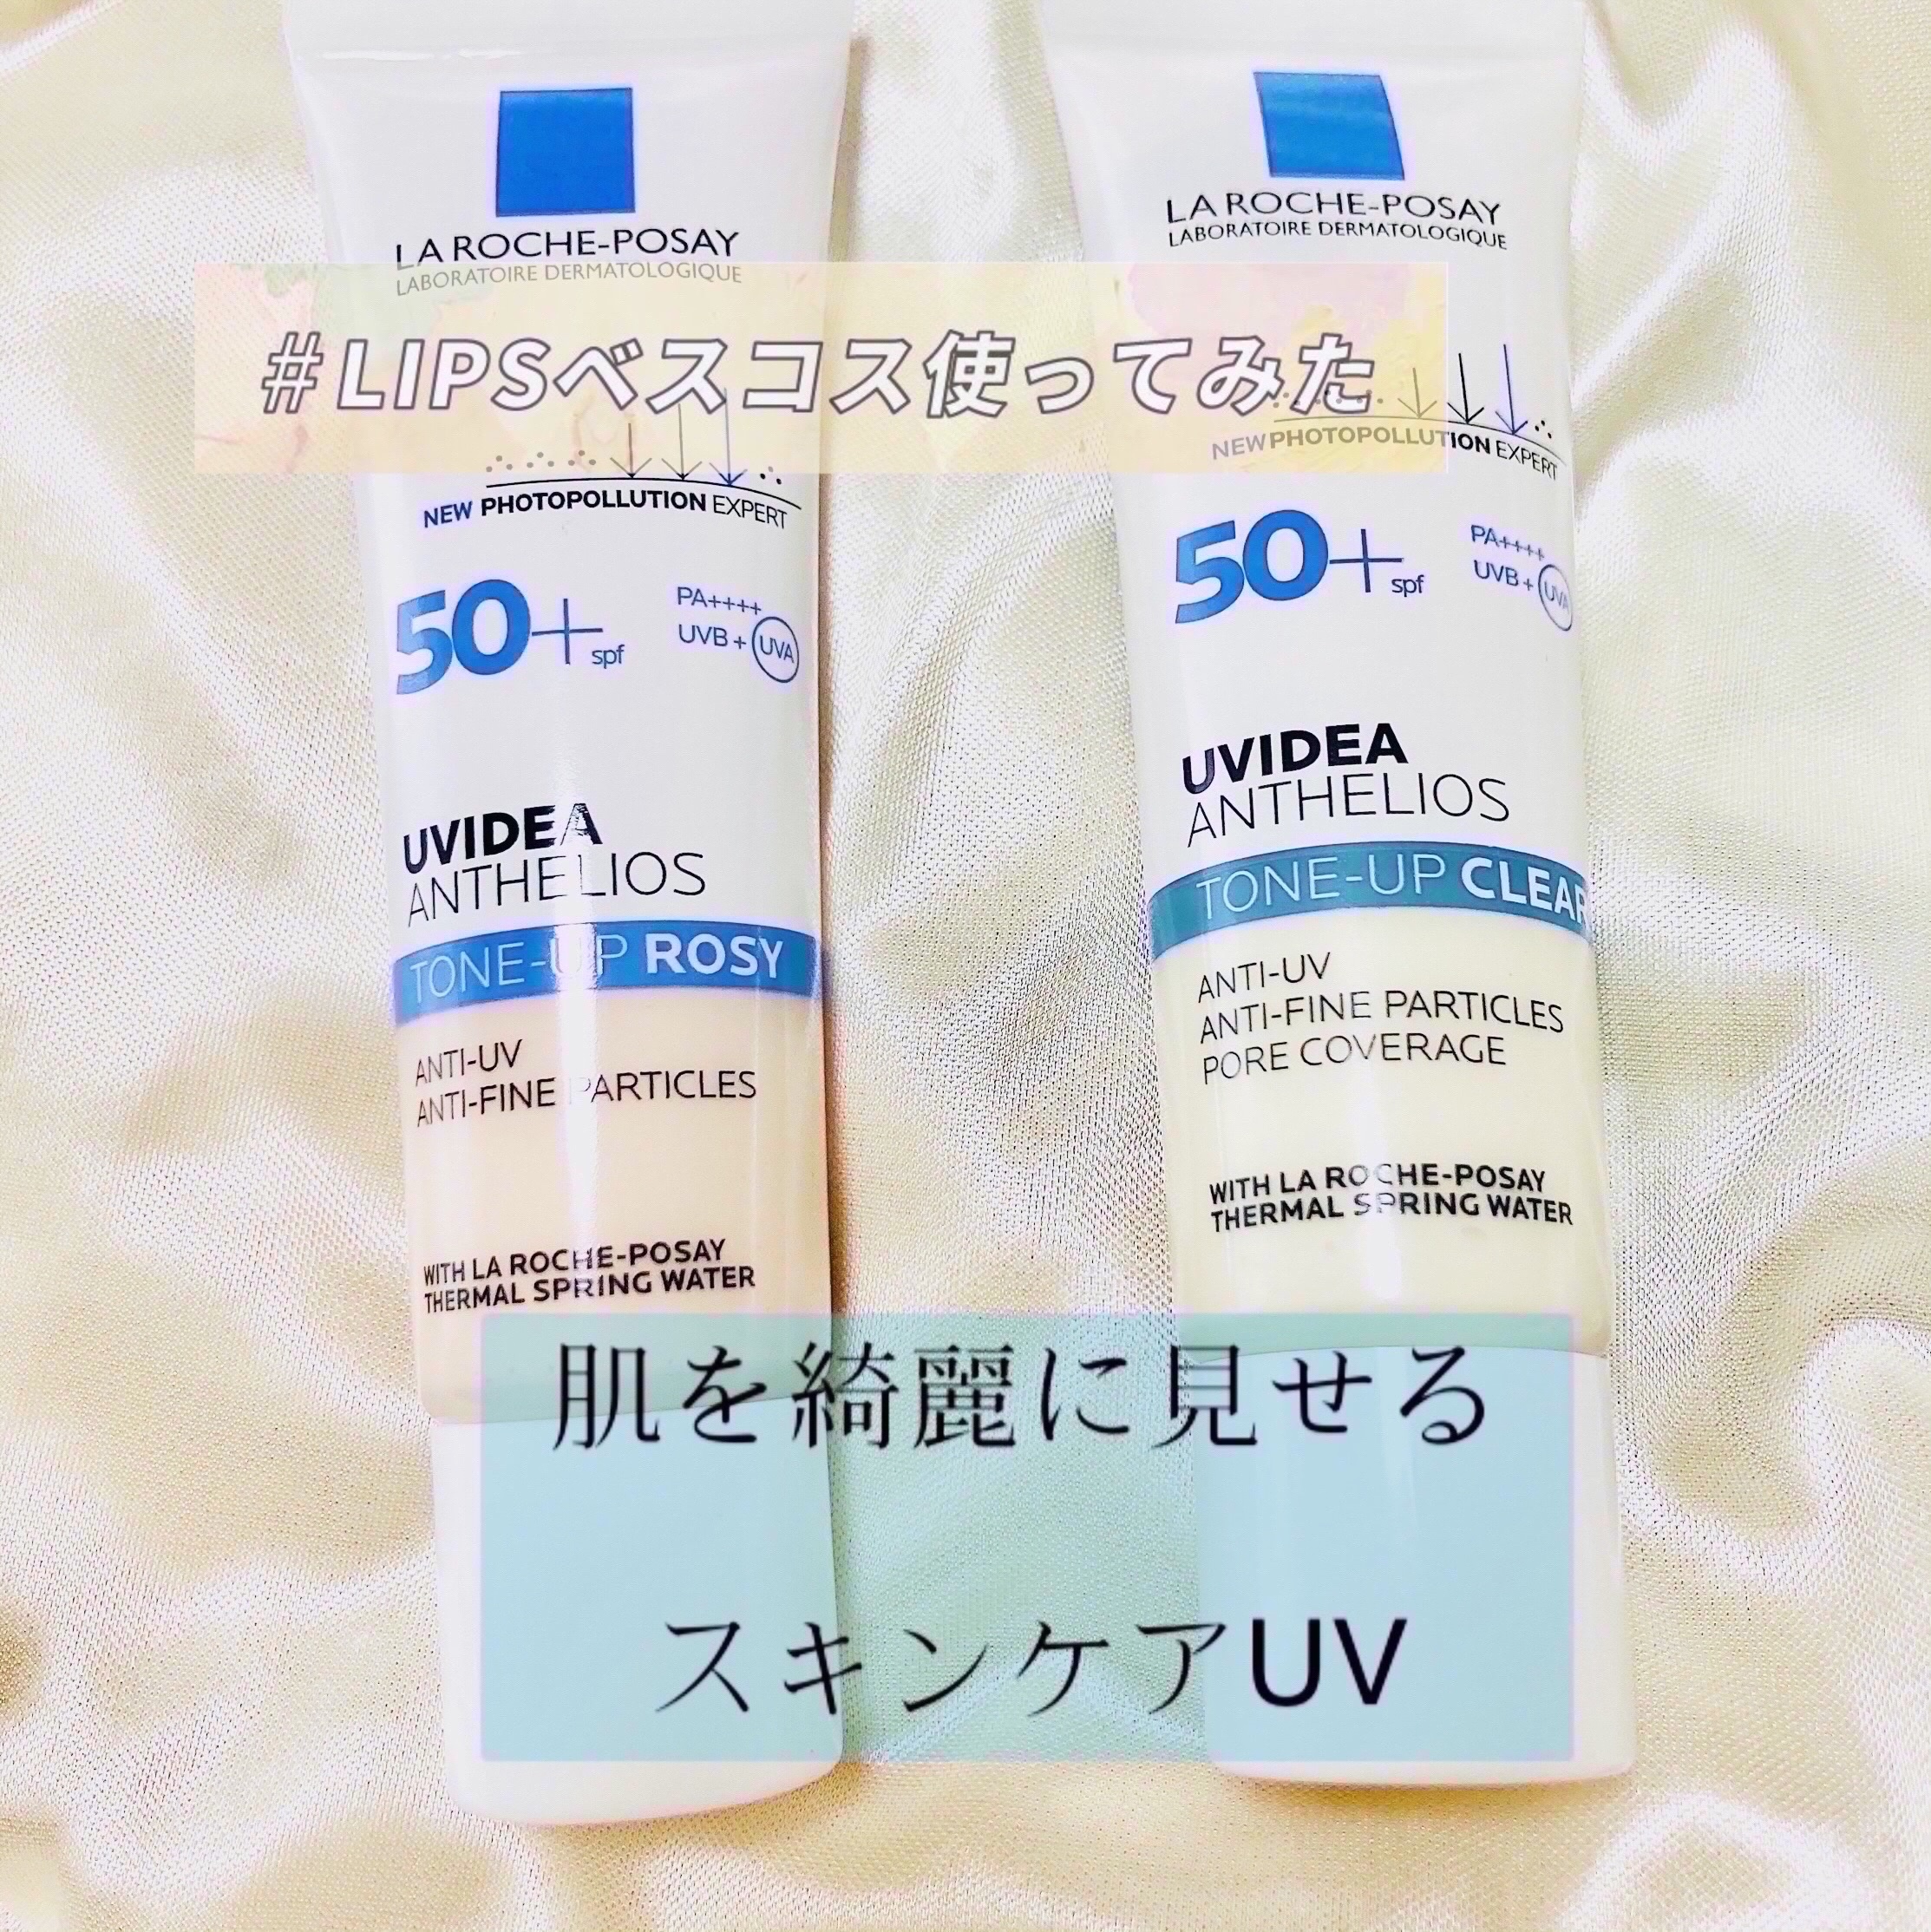 LA ROCHE-POSAY
LABORATOIRE DERMATOLOGIQUE
LA ROCHE-POSAY
LABORATOIRE DERMATOLOGIQUE
#LIPSベスコス使ってみた
NEW PHOTOPOLLUTION EXPERT
50+ spf
PA++++
UVB + UVA
UVIDEA
ANTHELIOS
TONE-UP ROSY
ANTI-UV
ANTI-FINE PARTICLES
WITH LA ROCHE-POSAY
THERMAL SPRING WATER
NEW PHOTOPOLLUTION EXPERT
50+ spf
PA++++
UVB + UVA
UVIDEA
ANTHELIOS
TONE-UP CLEAR
ANTI-UV
ANTI-FINE PARTICLES
PORE COVERAGE
WITH LA ROCHE-POSAY
THERMAL SPRING WATER
肌を綺麗に見せる
スキンケアUV